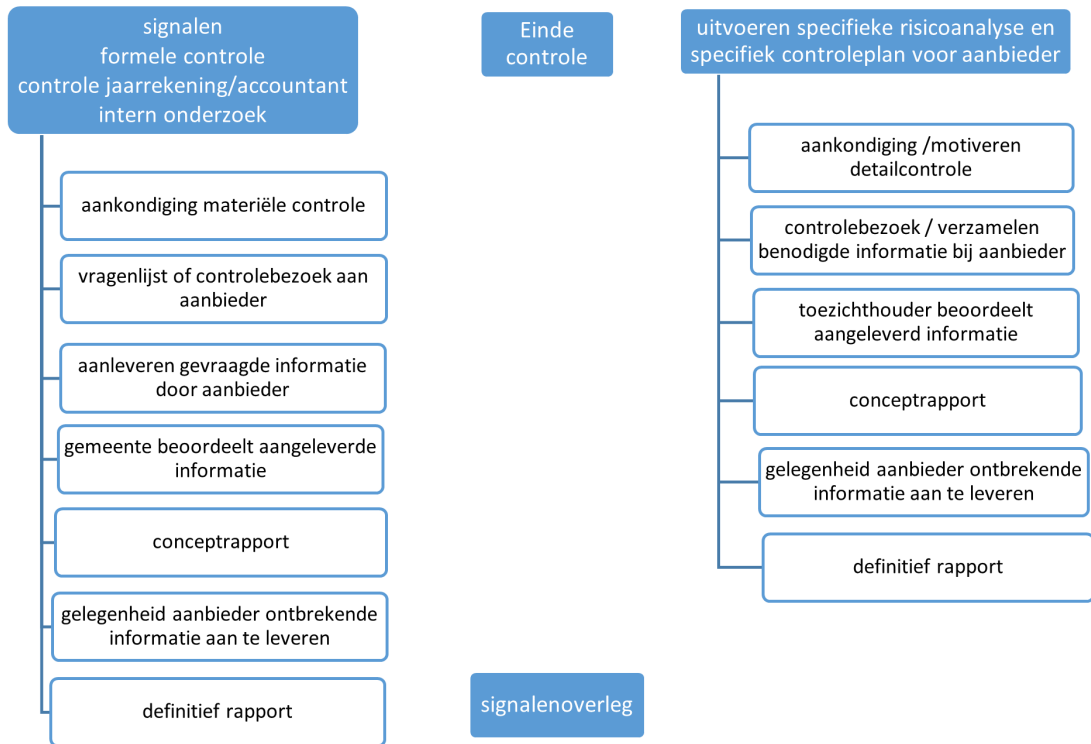 signalen
formele controle
controle jaarrekening/accountant
intern onderzoek
aankondiging materiële controle
vragenlijst of controlebezoek aan
aanbieder
aanleveren gevraagde informatie
door aanbieder
gemeente beoordeelt aangeleverde
informatie
conceptrapport
gelegenheid aanbieder ontbrekende
informatie aan te leveren
definitief rapport
Einde
controle
signalenoverleg
uitvoeren specifieke risicoanalyse en
specifiek controleplan voor aanbieder
aankondiging /motiveren
detailcontrole
controlebezoek / verzamelen
benodigde informatie bij aanbieder
toezichthouder beoordeelt
aangeleverd informatie
conceptrapport
gelegenheid aanbieder ontbrekende
informatie aan te leveren
definitief rapport